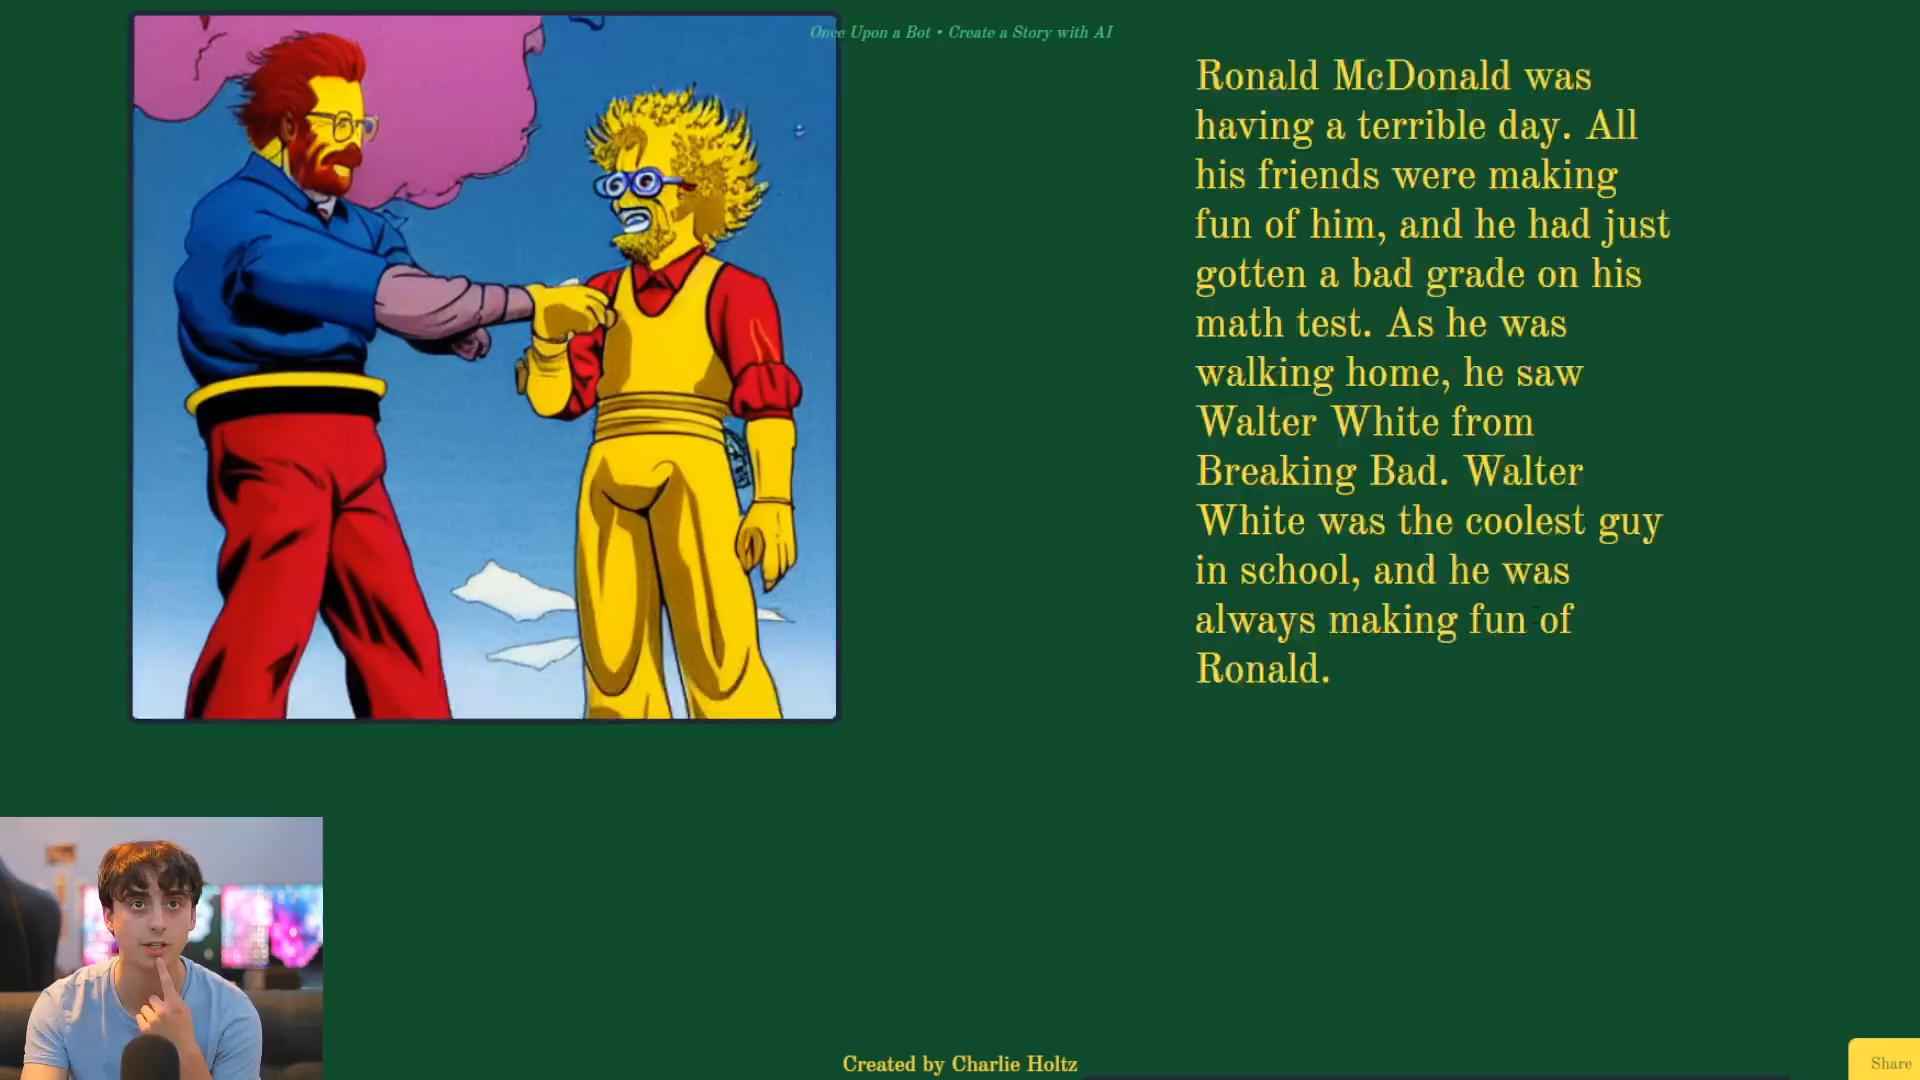 Once Upon a Bot • Create a Story with AI
Ronald McDonald was
having a terrible day. All
his friends were making
fun of him, and he had just
gotten a bad grade on his
math test. As he was
walking home, he saw
Walter White from
Breaking Bad. Walter
White was the coolest guy
in school, and he was
always making fun of
Ronald.
Created by Charlie Holtz
Share